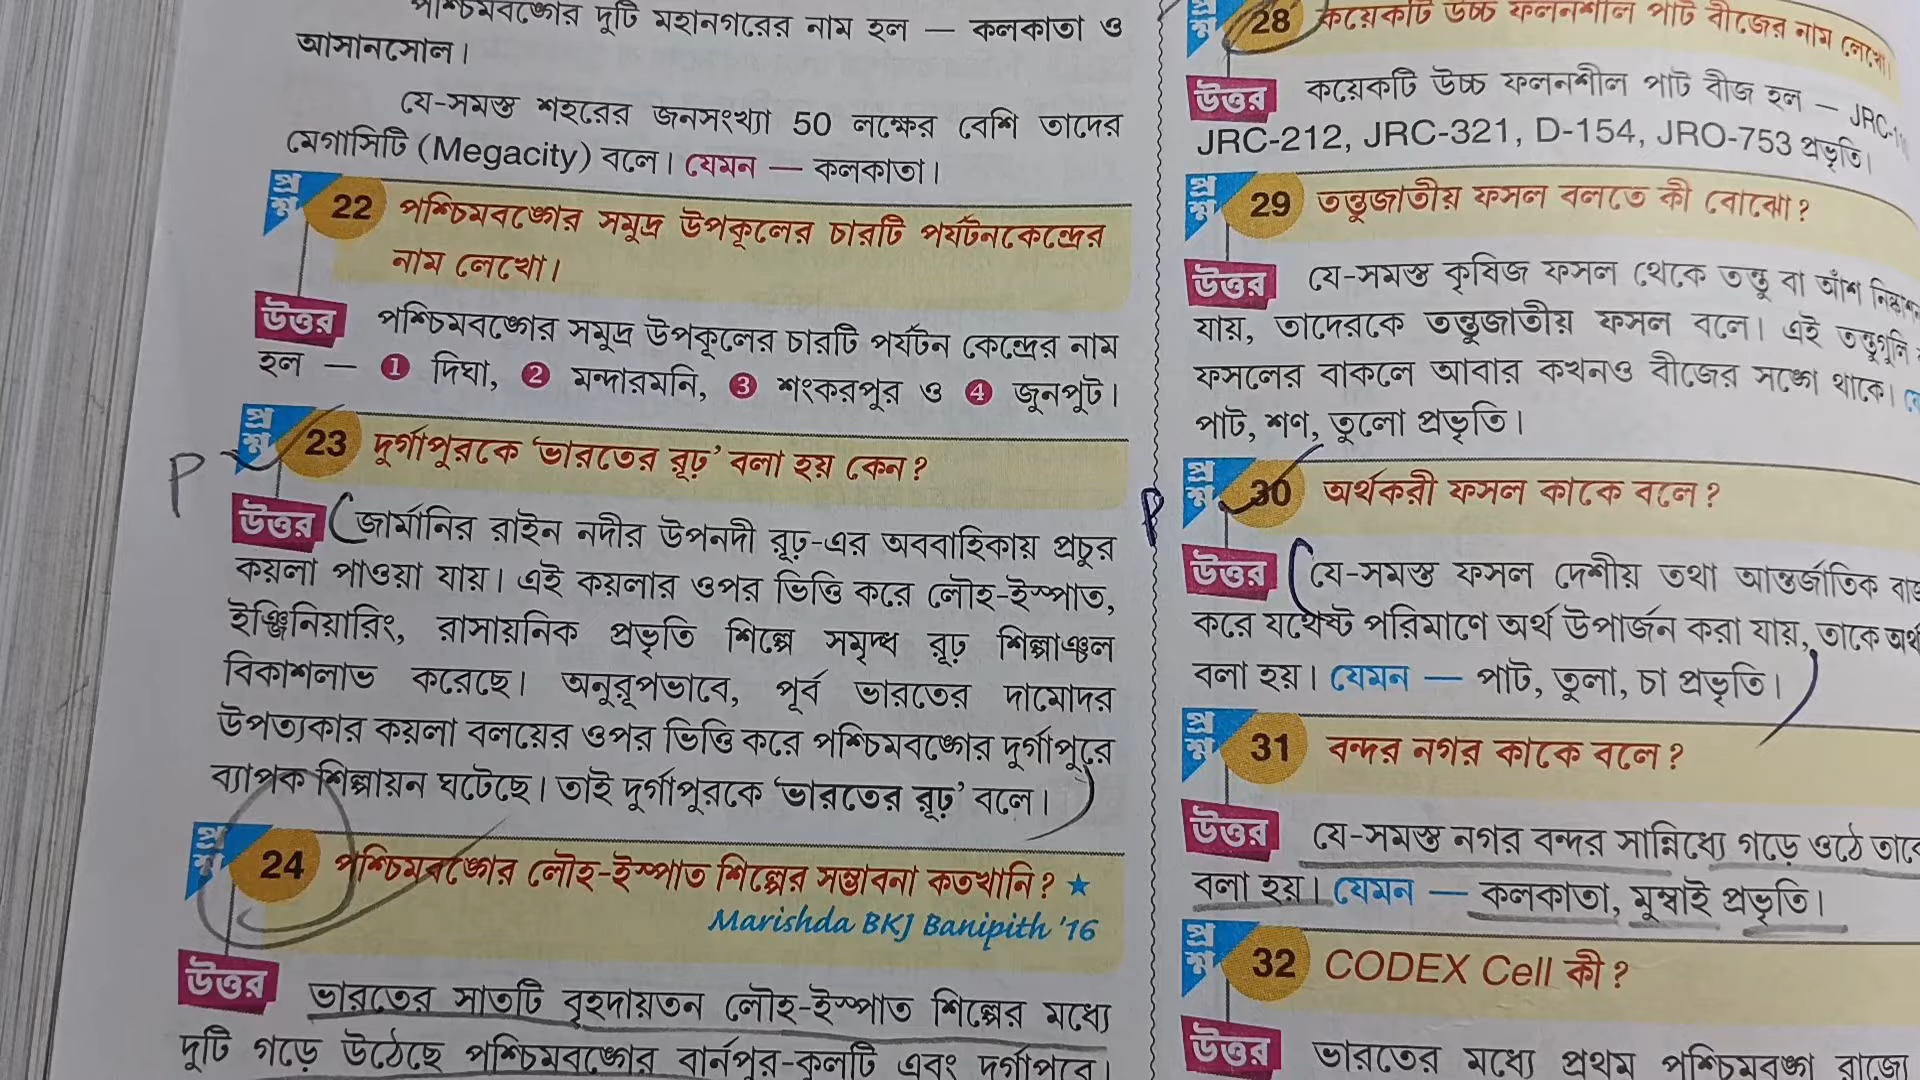 পশ্চিমবঙ্গের দুটি মহানগরের নাম হল — কলকাতা ও
আসানসোল।
যে-সমস্ত শহরের জনসংখ্যা 50 লক্ষের বেশি তাদের
মেগাসিটি (Megacity) বলে। যেমন — কলকাতা।
প্রশ্ন 22 পশ্চিমবঙ্গের সমুদ্র উপকূলের চারটি পর্যটনকেন্দ্রের
নাম লেখো।
উত্তর পশ্চিমবঙ্গের সমুদ্র উপকূলের চারটি পর্যটন কেন্দ্রের নাম
হল — 1 দিঘা, 2 মন্দারমনি, 3 শংকরপুর ও 4 জুনপুট।
P প্রশ্ন 23 দুর্গাপুরকে ‘ভারতের রূঢ়’ বলা হয় কেন?
উত্তর জার্মানির রাইন নদীর উপনদী রূঢ়-এর অববাহিকায় প্রচুর
কয়লা পাওয়া যায়। এই কয়লার ওপর ভিত্তি করে লৌহ-ইস্পাত,
ইঞ্জিনিয়ারিং, রাসায়নিক প্রভৃতি শিল্পে সমৃদ্ধ রূঢ় শিল্পাঞ্চল
বিকাশলাভ করেছে। অনুরূপভাবে, পূর্ব ভারতের দামোদর
উপত্যকার কয়লা বলয়ের ওপর ভিত্তি করে পশ্চিমবঙ্গের দুর্গাপুরে
ব্যাপক শিল্পায়ন ঘটেছে। তাই দুর্গাপুরকে ‘ভারতের রূঢ়’ বলে।
প্রশ্ন 24 পশ্চিমবঙ্গের লৌহ-ইস্পাত শিল্পের সম্ভাবনা কতখানি? ★
Marishda BKJ Banipith '16
উত্তর ভারতের সাতটি বৃহদায়তন লৌহ-ইস্পাত শিল্পের মধ্যে
দুটি গড়ে উঠেছে পশ্চিমবঙ্গের বার্নপুর-কুলটি এবং দুর্গাপুরে।
প্রশ্ন 28 কয়েকটি উচ্চ ফলনশীল পাট বীজের নাম লেখো।
উত্তর কয়েকটি উচ্চ ফলনশীল পাট বীজ হল —
JRC-212, JRC-321, D-154, JRO-753 প্রভৃতি।
প্রশ্ন 29 তন্তুজাতীয় ফসল বলতে কী বোঝো?
উত্তর যে-সমস্ত কৃষিজ ফসল থেকে তন্তু বা আঁশ
যায়, তাদেরকে তন্তুজাতীয় ফসল বলে। এই তন্তুগুলি
ফসলের বাকলে আবার কখনও বীজের সঙ্গে থাকে।
পাট, শণ, তুলো প্রভৃতি।
P প্রশ্ন 30 অর্থকরী ফসল কাকে বলে?
উত্তর যে-সমস্ত ফসল দেশীয় তথা আন্তর্জাতিক
করে যথেষ্ট পরিমাণে অর্থ উপার্জন করা যায়, তাকে
বলা হয়। যেমন — পাট, তুলা, চা প্রভৃতি।
প্রশ্ন 31 বন্দর নগর কাকে বলে?
উত্তর যে-সমস্ত নগর বন্দর সান্নিধ্যে গড়ে ওঠে
বলা হয়। যেমন — কলকাতা, মুম্বাই প্রভৃতি।
প্রশ্ন 32 CODEX Cell কী?
উত্তর ভারতের মধ্যে প্রথম পশ্চিমবঙ্গ রাজ্যে